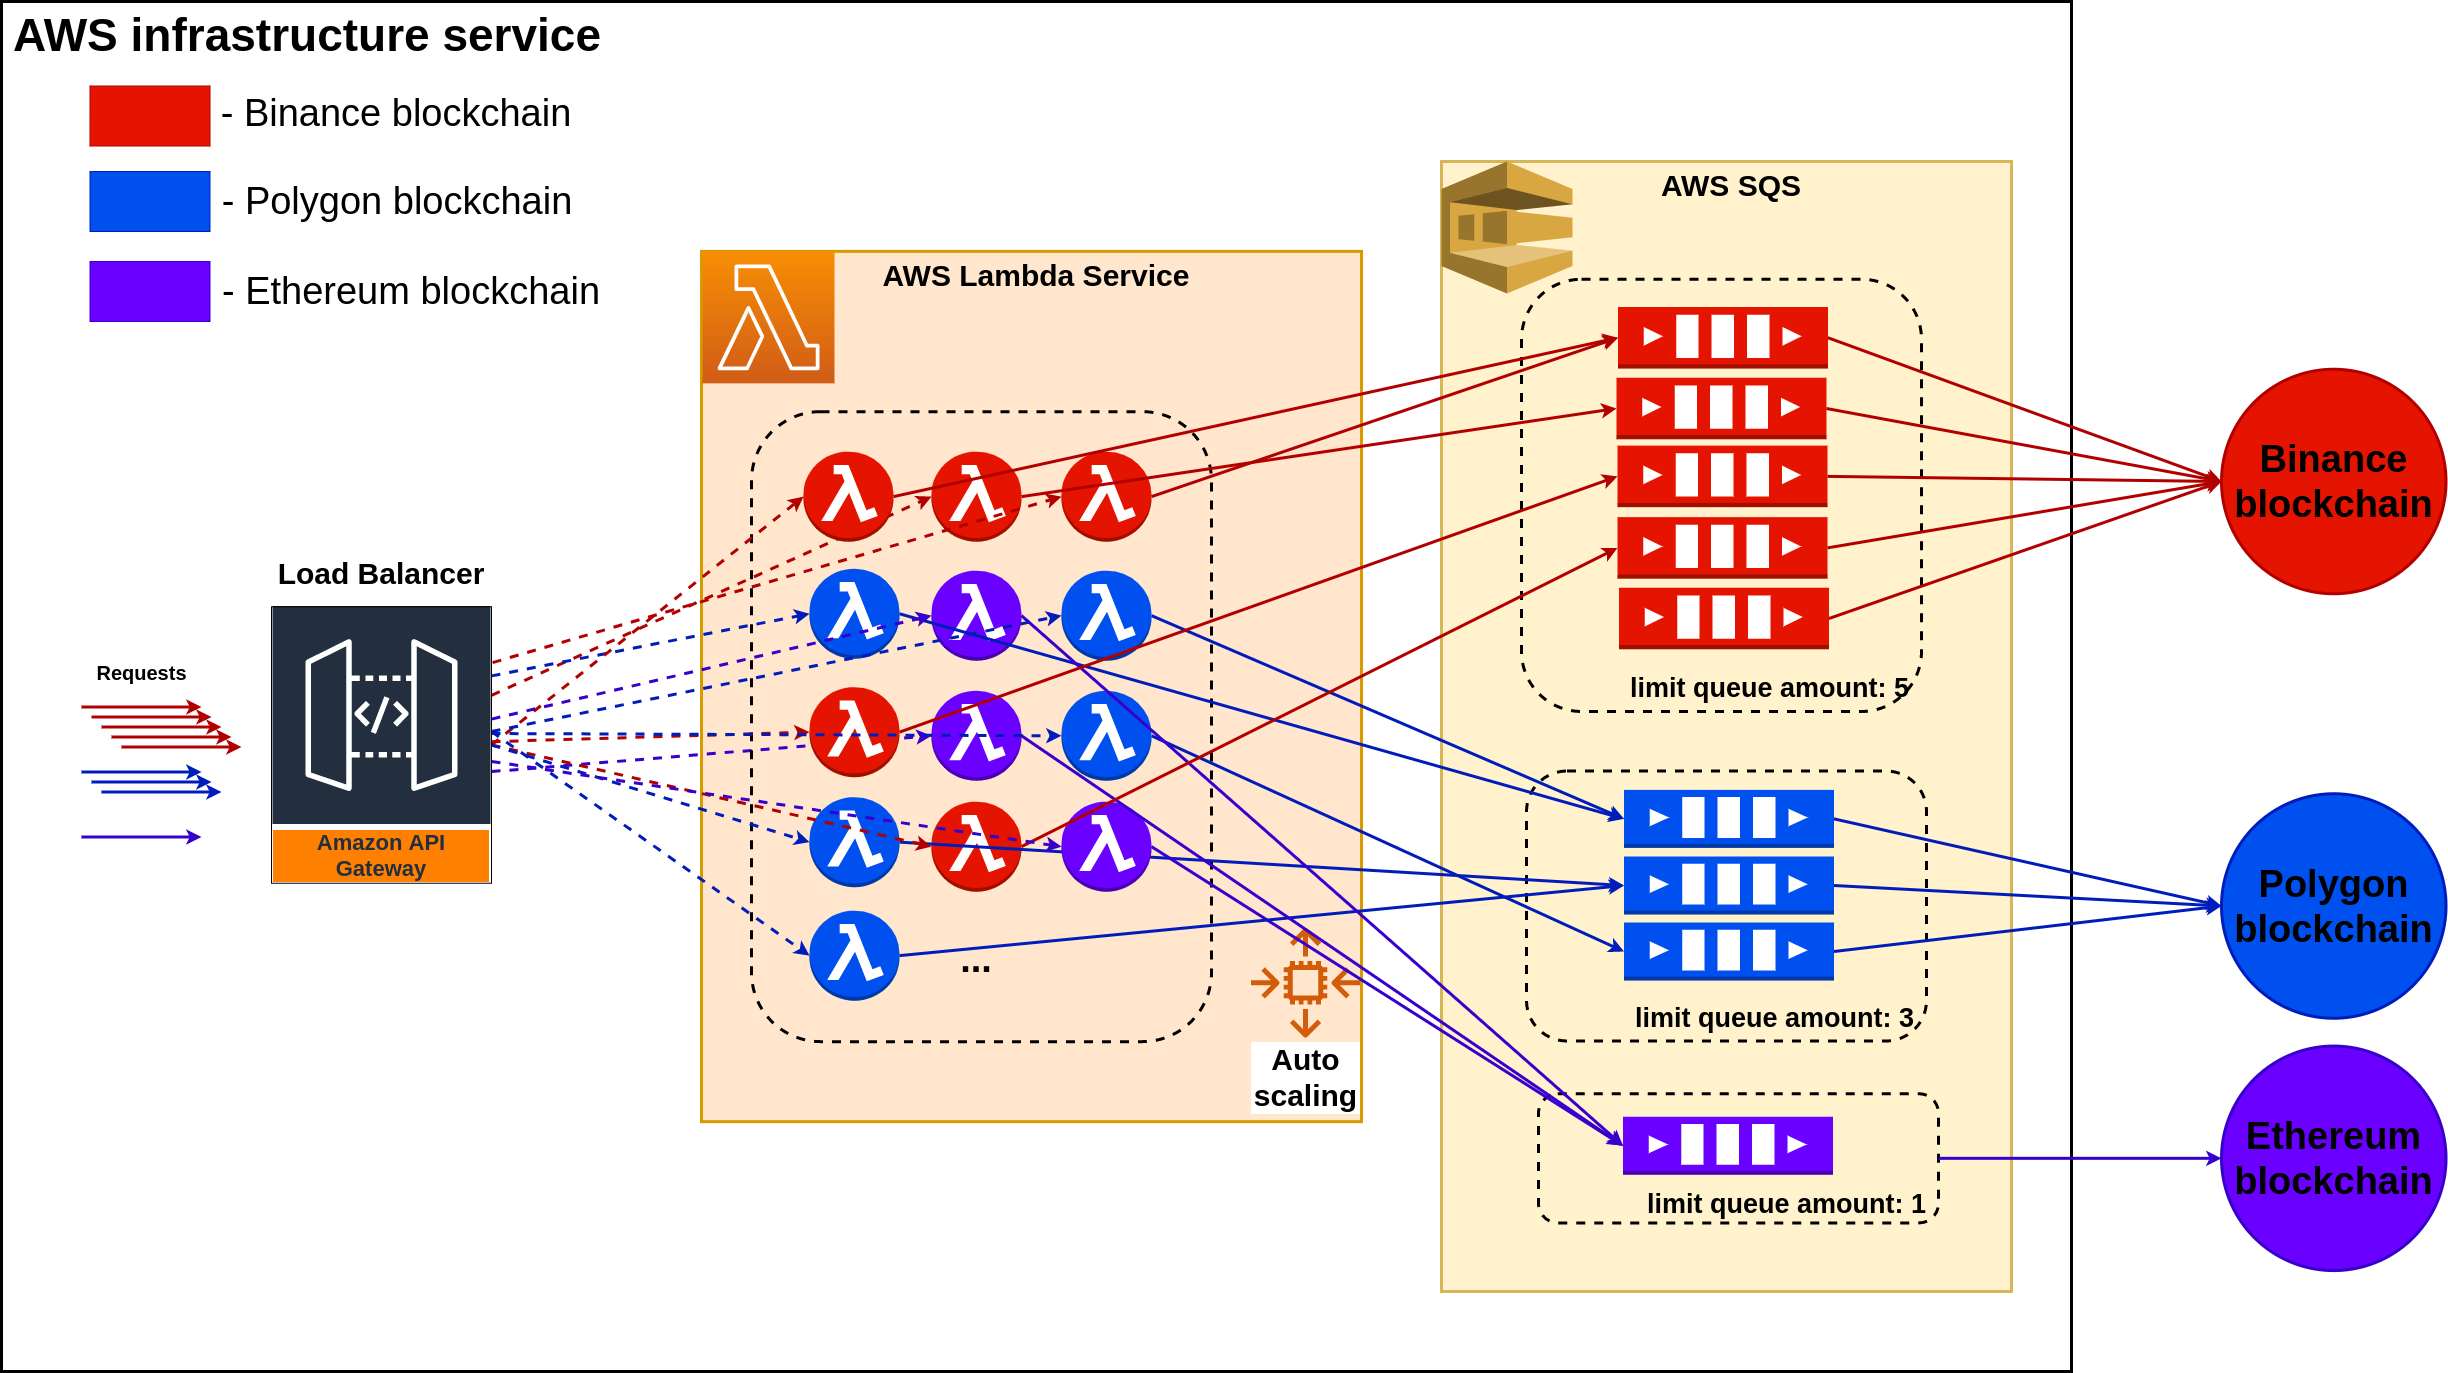 AWS infrastructure service
- Binance blockchain
- Polygon blockchain
- Ethereum blockchain
AWS SQS
AWS Lambda Service
Binance
blockchain
Load Balancer
Requests
limit queue amount: 5
Amazon API
Gateway
Polygon
blockchain
...
limit queue amount: 3
Auto
scaling
Ethereum
blockchain
limit queue amount: 1